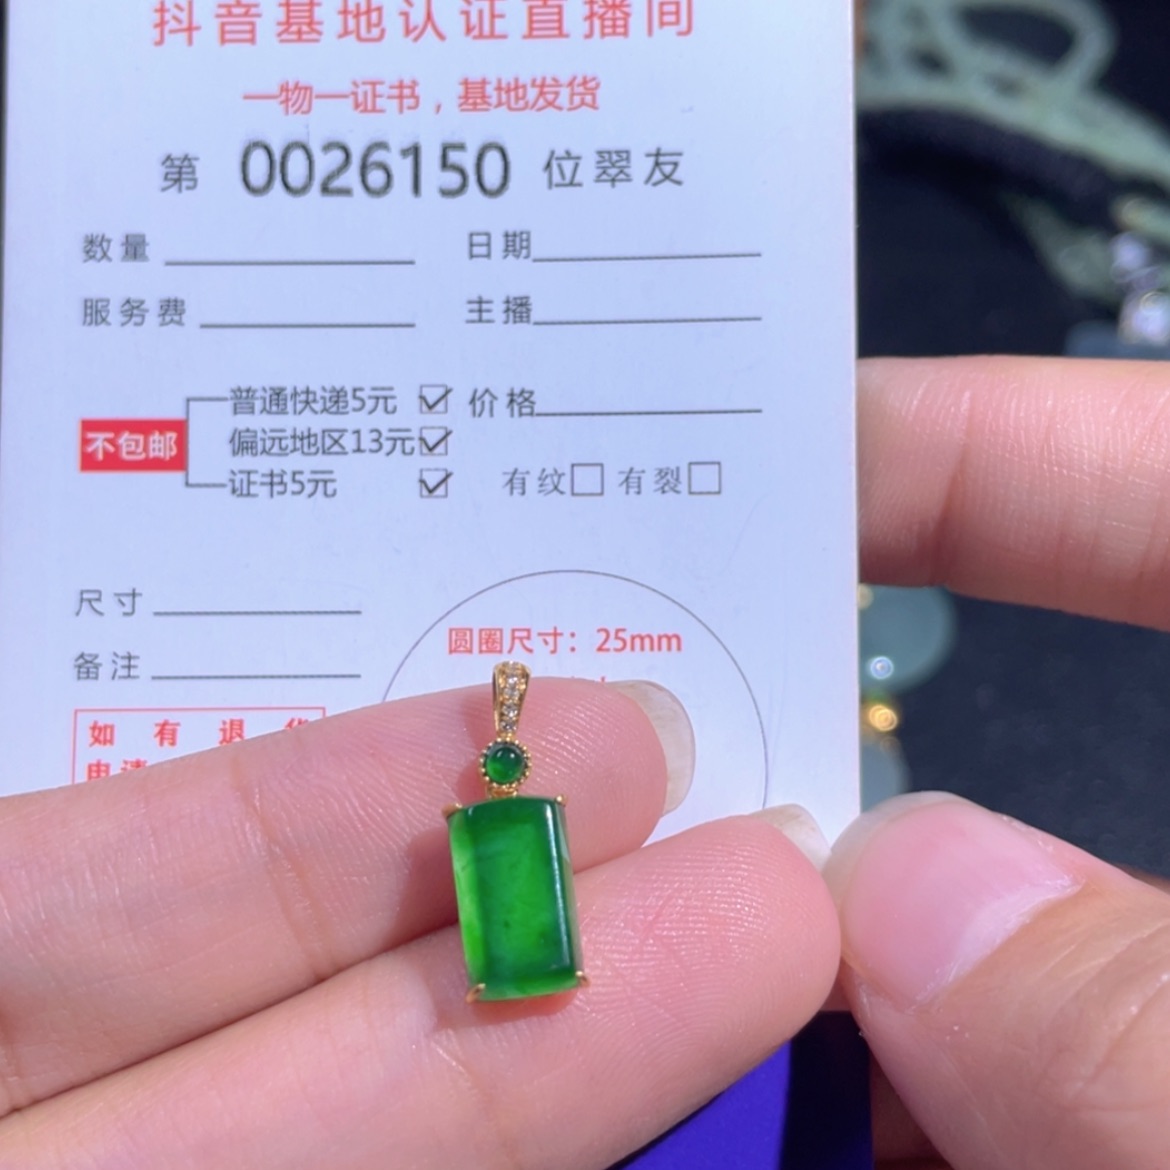 抖音基地认证直播间
一物一证书，基地发货
第 0026150 位翠友
数量 日期
服务费 主播
普通快递5元 价格
不包邮 偏远地区13元
证书5元 有纹 有裂
尺寸
圆圈尺寸：25mm
备注
如有退货
申请